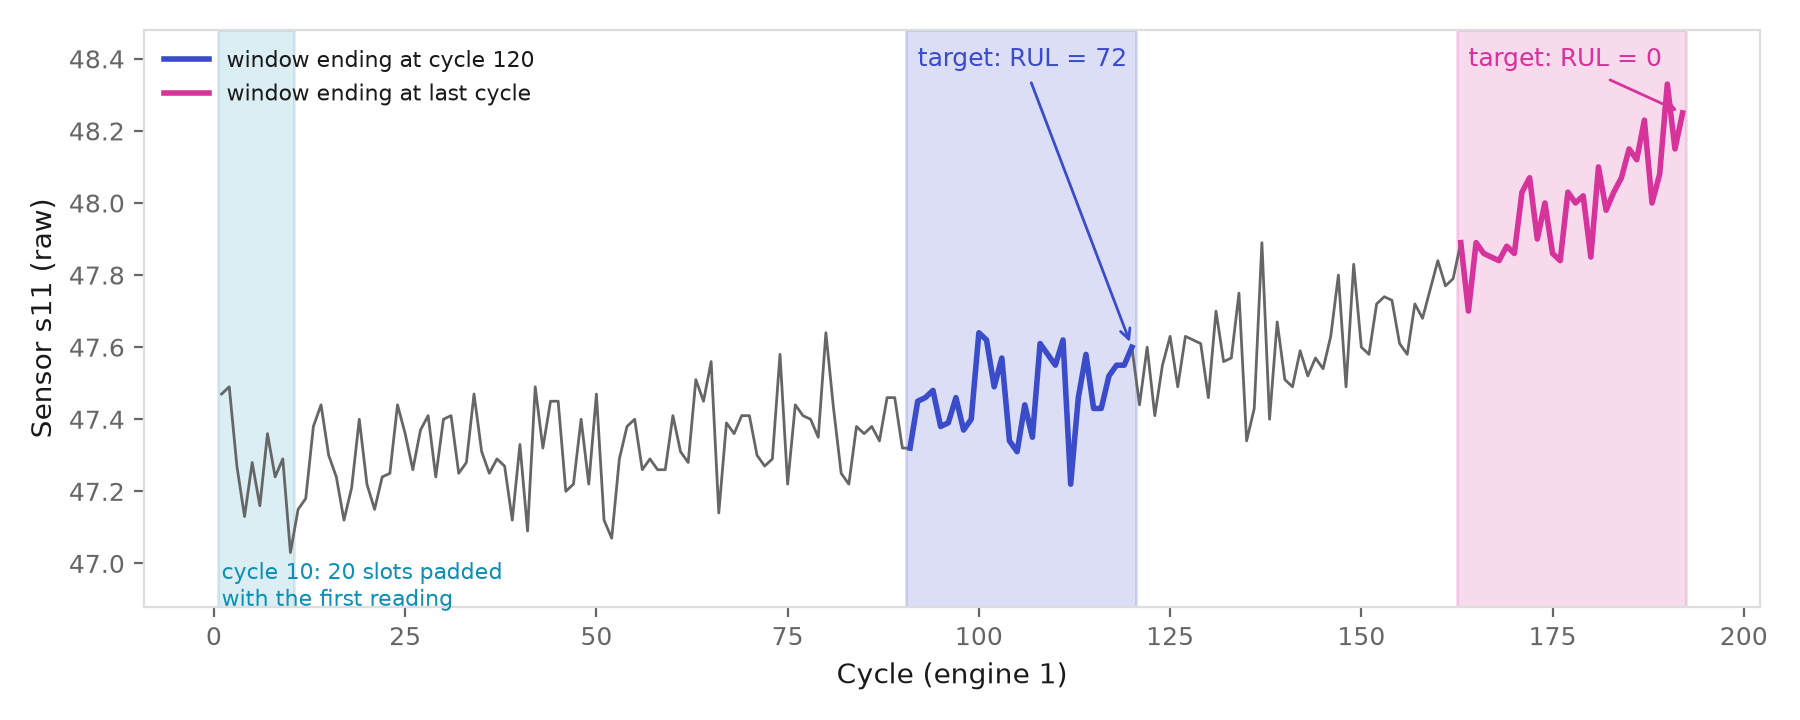 48.4
48.2
48.0
47.8
47.6
47.4
47.2
47.0
Sensor s11 (raw)
window ending at cycle 120
window ending at last cycle
target: RUL = 72
target: RUL = 0
cycle 10: 20 slots padded
with the first reading
0 25 50 75 100 125 150 175 200
Cycle (engine 1)